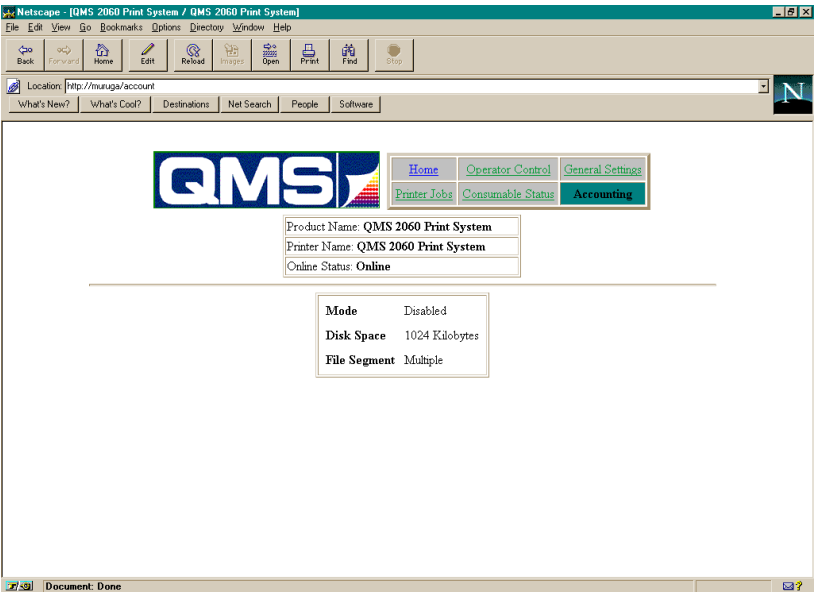 Netscape - [QMS 2060 Print System / QMS 2060 Print System]
File Edit View Go Bookmarks Options Directory Window Help
Back Forward Home Edit Reload Images Open Print Find Stop
Location: http://muruga/account
What's New? What's Cool? Destinations Net Search People Software
N
QMS
Home Operator Control General Settings
Printer Jobs Consumable Status Accounting
Product Name: QMS 2060 Print System
Printer Name: QMS 2060 Print System
Online Status: Online
Mode Disabled
Disk Space 1024 Kilobytes
File Segment Multiple
Document: Done